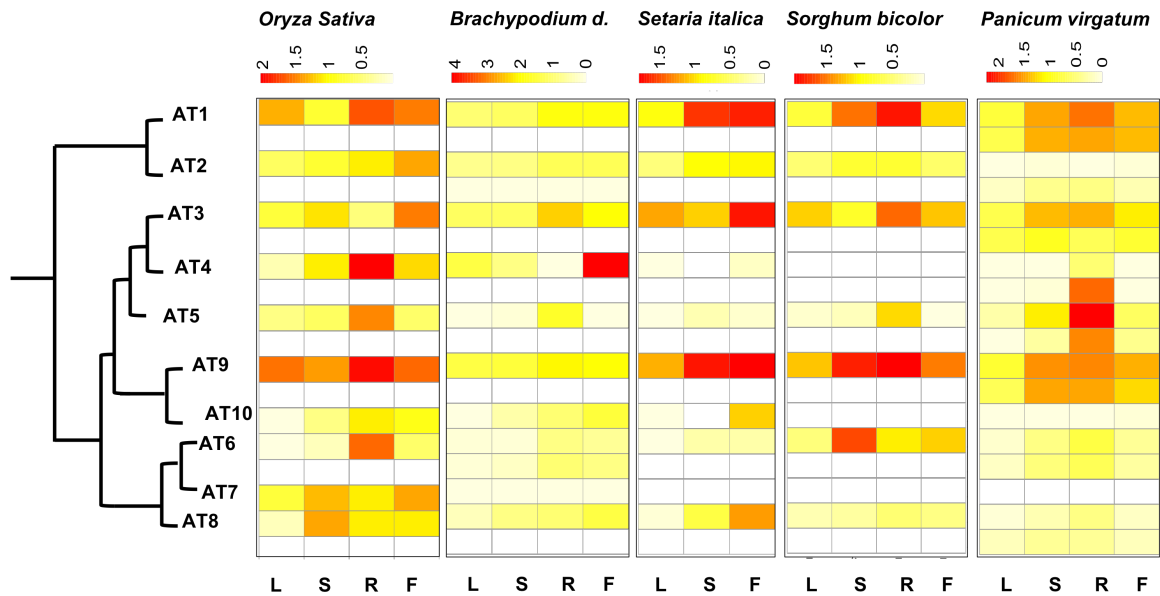 Oryza Sativa Brachypodium d. Setaria italica Sorghum bicolor Panicum virgatum
2 1.5 1 0.5 4 3 2 1 0 1.5 1 0.5 0 1.5 1 0.5 2 1.5 1 0.5 0
AT1
AT2
AT3
AT4
AT5
AT9
AT10
AT6
AT7
AT8
L S R F L S R F L S F L S R F L S R F